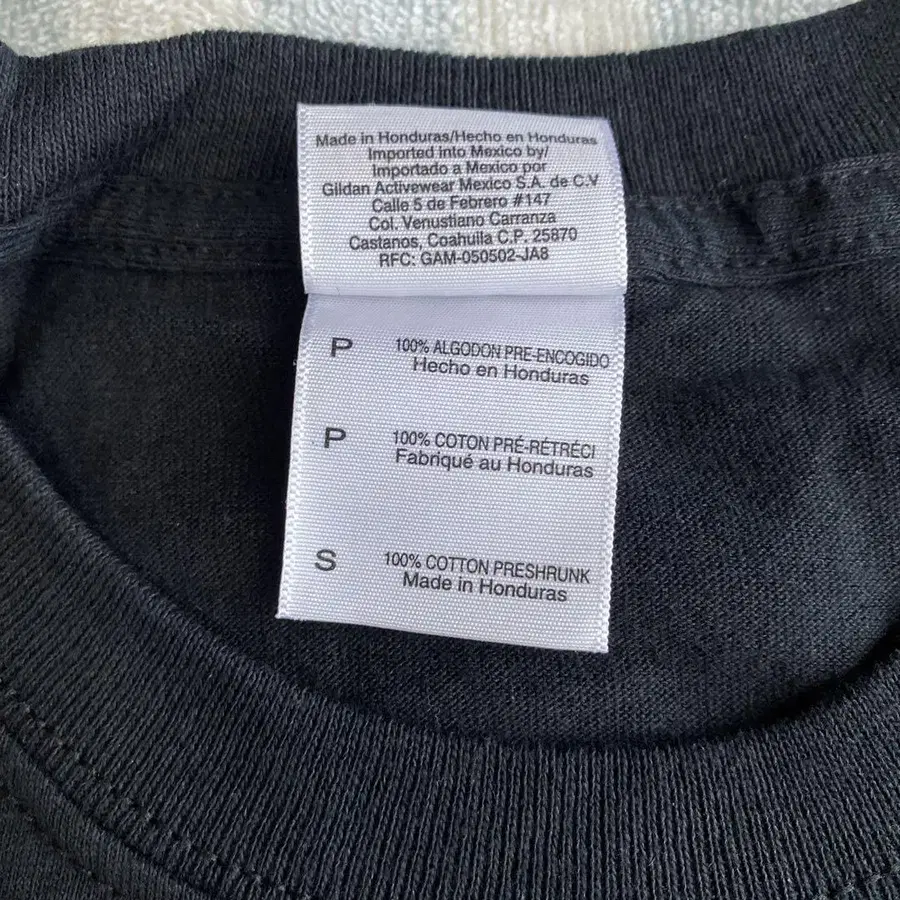 Made in Honduras/Hecho en Honduras
Imported into Mexico by/
Importado a Mexico por
Gildan Activewear Mexico S.A. de C.V
Calle 5 de Febrero #147
Col. Venustiano Carranza
Castanos, Coahuila C.P. 25870
RFC: GAM-050502-JA8
P 100% ALGODON PRE-ENCOGIDO
Hecho en Honduras
P 100% COTON PRÉ-RÉTRÉCI
Fabriqué au Honduras
S 100% COTTON PRESHRUNK
Made in Honduras